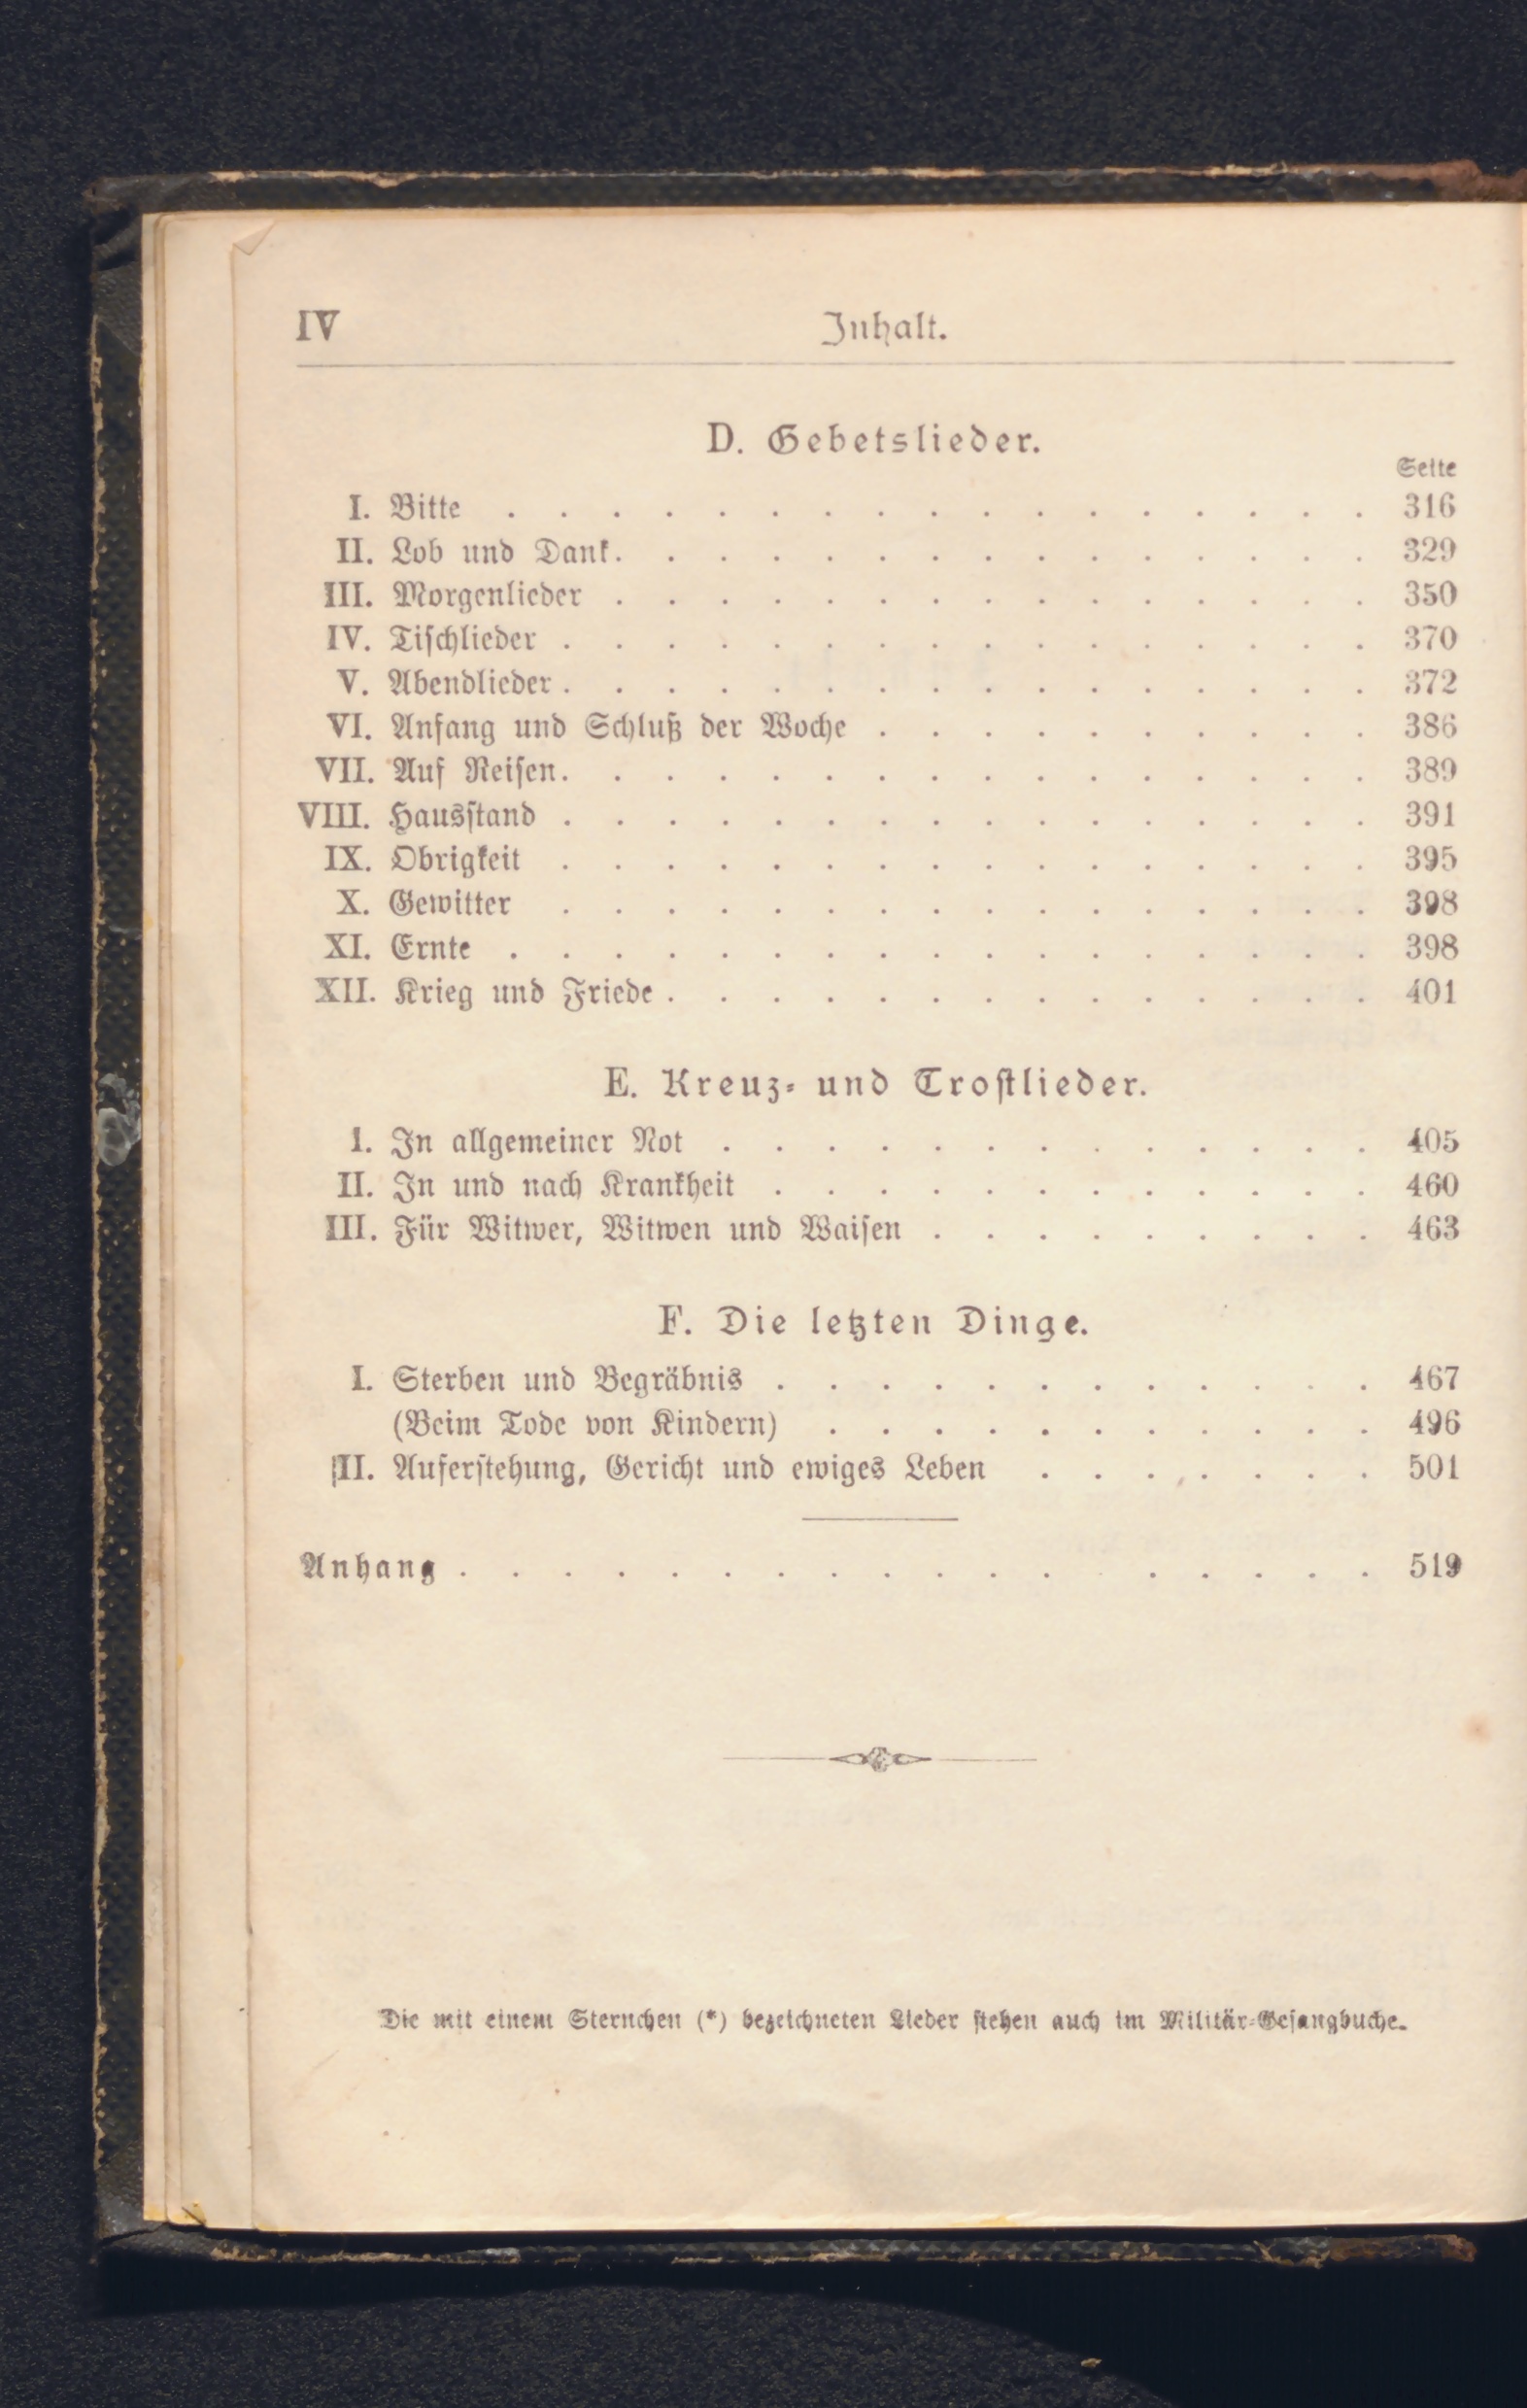 IV Inhalt.
D. Gebetslieder.
Seite
I. Bitte . . . . . . . . . . . . . . . . . 316
II. Lob und Dank. . . . . . . . . . . . . . . 329
III. Morgenlieder . . . . . . . . . . . . . . . 350
IV. Tischlieder . . . . . . . . . . . . . . . . 370
V. Abendlieder . . . . . . . . . . . . . . . . 372
VI. Anfang und Schluß der Woche . . . . . . . . . . 386
VII. Auf Reisen. . . . . . . . . . . . . . . . 389
VIII. Hausstand . . . . . . . . . . . . . . . . 391
IX. Obrigkeit . . . . . . . . . . . . . . . . 395
X. Gewitter . . . . . . . . . . . . . . . . 398
XI. Ernte . . . . . . . . . . . . . . . . . 398
XII. Krieg und Friede . . . . . . . . . . . . . . 401
E. Kreuz- und Trostlieder.
I. In allgemeiner Not . . . . . . . . . . . . . 405
II. In und nach Krankheit . . . . . . . . . . . . 460
III. Für Witwer, Witwen und Waisen . . . . . . . . . 463
F. Die letzten Dinge.
I. Sterben und Begräbnis . . . . . . . . . . . . 467
(Beim Tode von Kindern) . . . . . . . . . . . 496
II. Auferstehung, Gericht und ewiges Leben . . . . . . . 501
Anhang . . . . . . . . . . . . . . . . . 519
Die mit einem Sternchen (*) bezeichneten Lieder stehen auch im Militär-Gesangbuche.